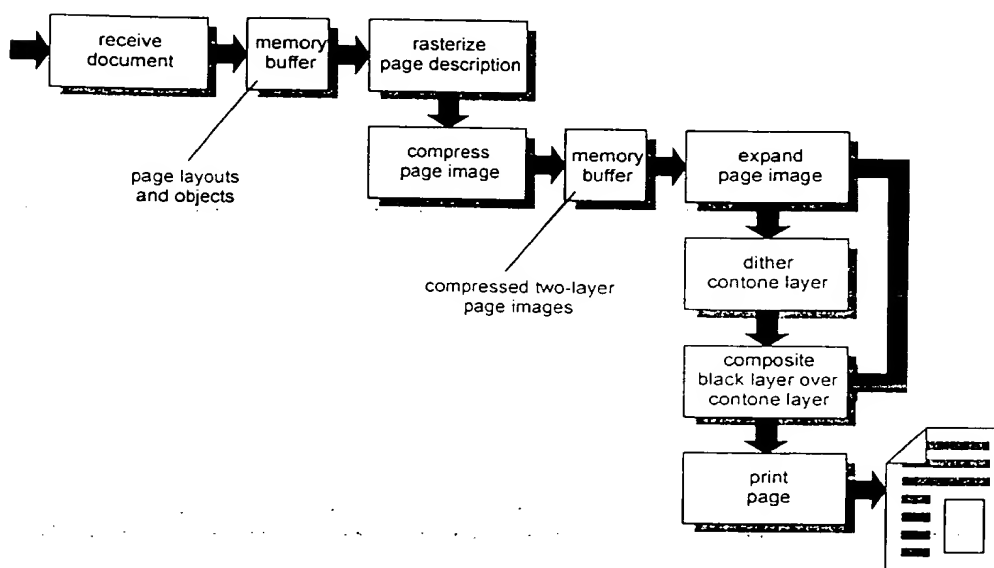 receive
document
memory
buffer
rasterize
page description
page layouts
and objects
compress
page image
memory
buffer
expand
page image
compressed two-layer
page images
dither
contone layer
composite
black layer over
contone layer
print
page